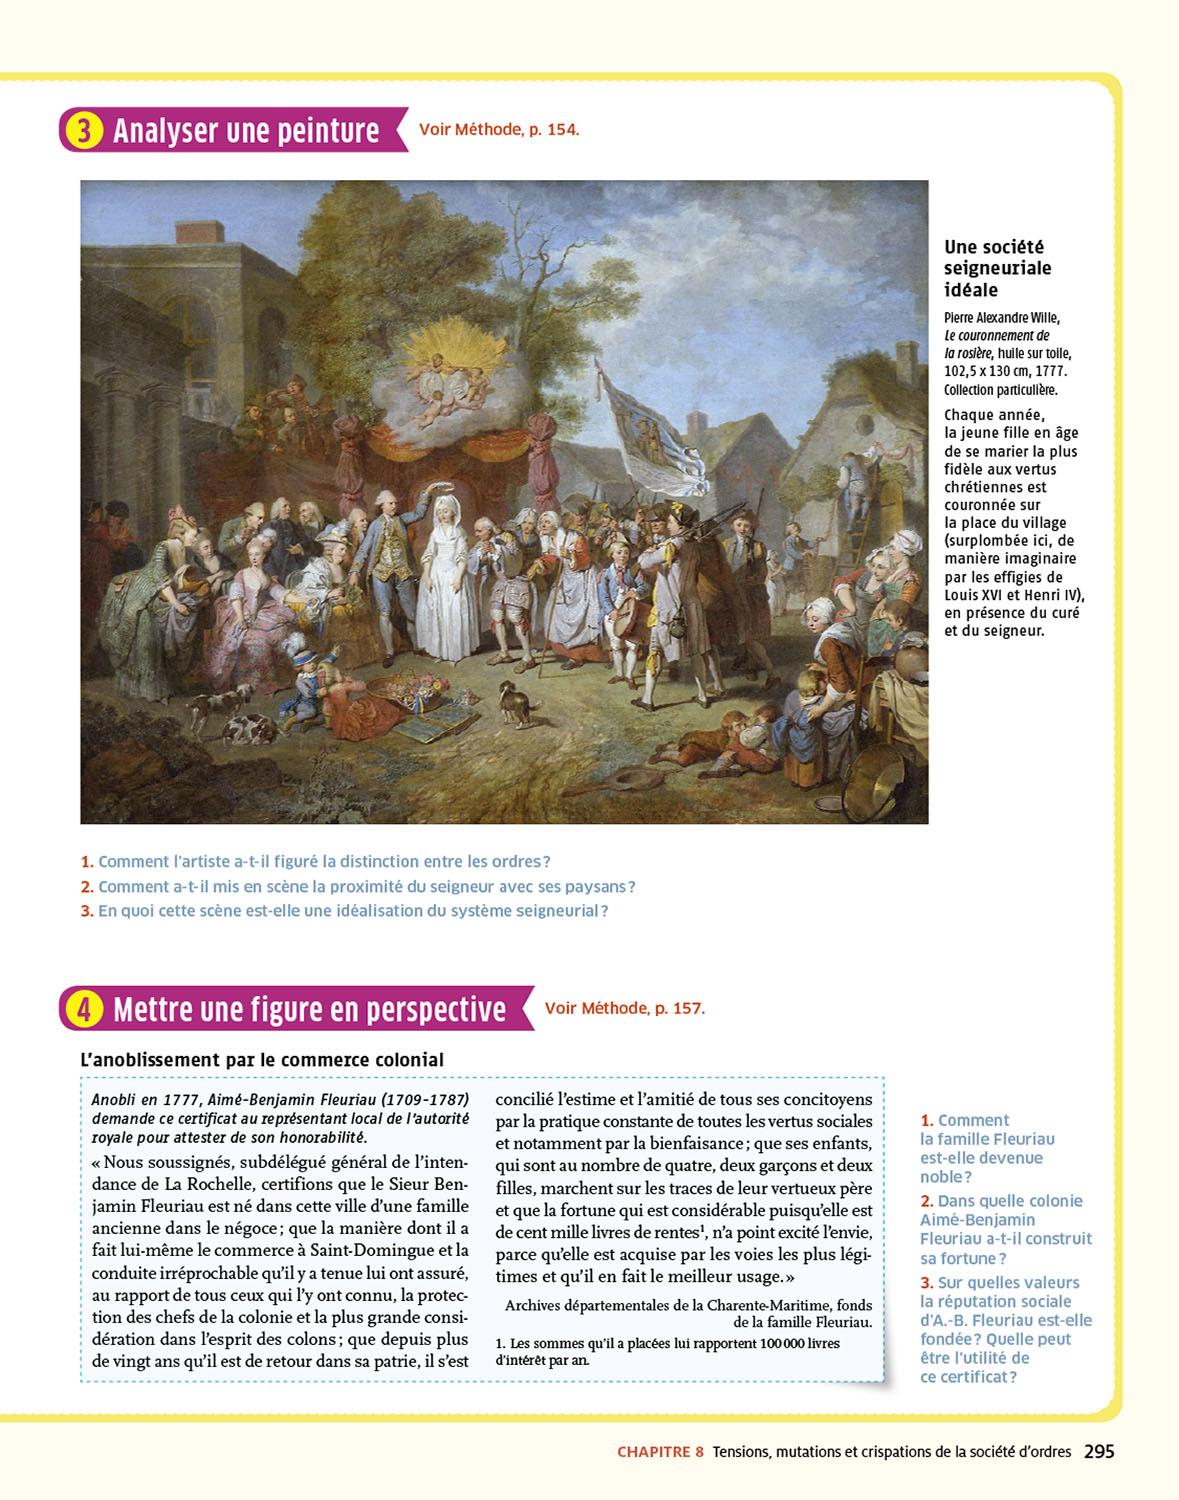 3 Analyser une peinture
Voir Méthode, p. 154.
Une société
seigneuriale
idéale
Pierre Alexandre Wille,
Le couronnement de
la rosière, huile sur toile,
102,5 x 130 cm, 1777.
Collection particulière.
Chaque année,
la jeune fille en âge
de se marier la plus
fidèle aux vertus
chrétiennes est
couronnée sur
la place du village
(surplombée ici, de
manière imaginaire
par les effigies de
Louis XVI et Henri IV),
en présence du curé
et du seigneur.
1. Comment l'artiste a-t-il figuré la distinction entre les ordres ?
2. Comment a-t-il mis en scène la proximité du seigneur avec ses paysans ?
3. En quoi cette scène est-elle une idéalisation du système seigneurial ?
4 Mettre une figure en perspective
Voir Méthode, p. 157.
L'anoblissement par le commerce colonial
Anobli en 1777, Aimé-Benjamin Fleuriau (1709-1787)
demande ce certificat au représentant local de l'autorité
royale pour attester de son honorabilité.
« Nous soussignés, subdélégué général de l'inten-
dance de La Rochelle, certifions que le Sieur Ben-
jamin Fleuriau est né dans cette ville d'une famille
ancienne dans le négoce ; que la manière dont il a
fait lui-même le commerce à Saint-Domingue et la
conduite irréprochable qu'il y a tenue lui ont assuré,
au rapport de tous ceux qui l'y ont connu, la protec-
tion des chefs de la colonie et la plus grande consi-
dération dans l'esprit des colons ; que depuis plus
de vingt ans qu'il est de retour dans sa patrie, il s'est
concilié l'estime et l'amitié de tous ses concitoyens
par la pratique constante de toutes les vertus sociales
et notamment par la bienfaisance ; que ses enfants,
qui sont au nombre de quatre, deux garçons et deux
filles, marchent sur les traces de leur vertueux père
et que la fortune qui est considérable puisqu'elle est
de cent mille livres de rentes¹, n'a point excité l'envie,
parce qu'elle est acquise par les voies les plus légi-
times et qu'il en fait le meilleur usage. »
Archives départementales de la Charente-Maritime, fonds
de la famille Fleuriau.
1. Les sommes qu'il a placées lui rapportent 100 000 livres
d'intérêt par an.
1. Comment
la famille Fleuriau
est-elle devenue
noble ?
2. Dans quelle colonie
Aimé-Benjamin
Fleuriau a-t-il construit
sa fortune ?
3. Sur quelles valeurs
la réputation sociale
d'A.-B. Fleuriau est-elle
fondée ? Quelle peut
être l'utilité de
ce certificat ?
CHAPITRE 8 Tensions, mutations et crispations de la société d'ordres 295